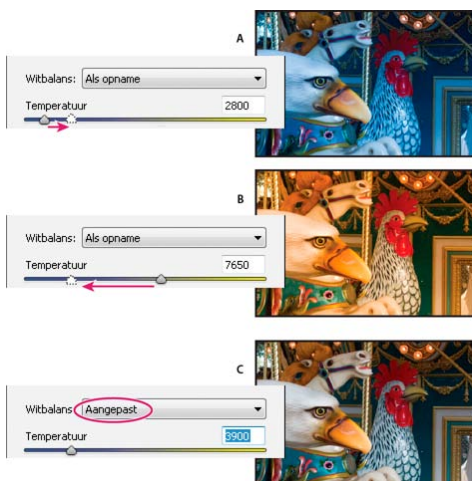 A
Witbalans: Als opname
Temperatuur 2800
B
Witbalans: Als opname
Temperatuur 7650
C
Witbalans: Aangepast
Temperatuur 3900